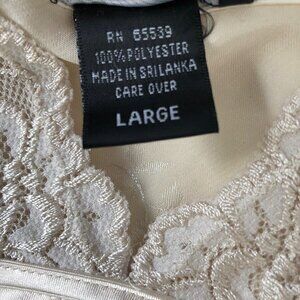 RN 65539
100% POLYESTER
MADE IN SRILANKA
CARE OVER
LARGE